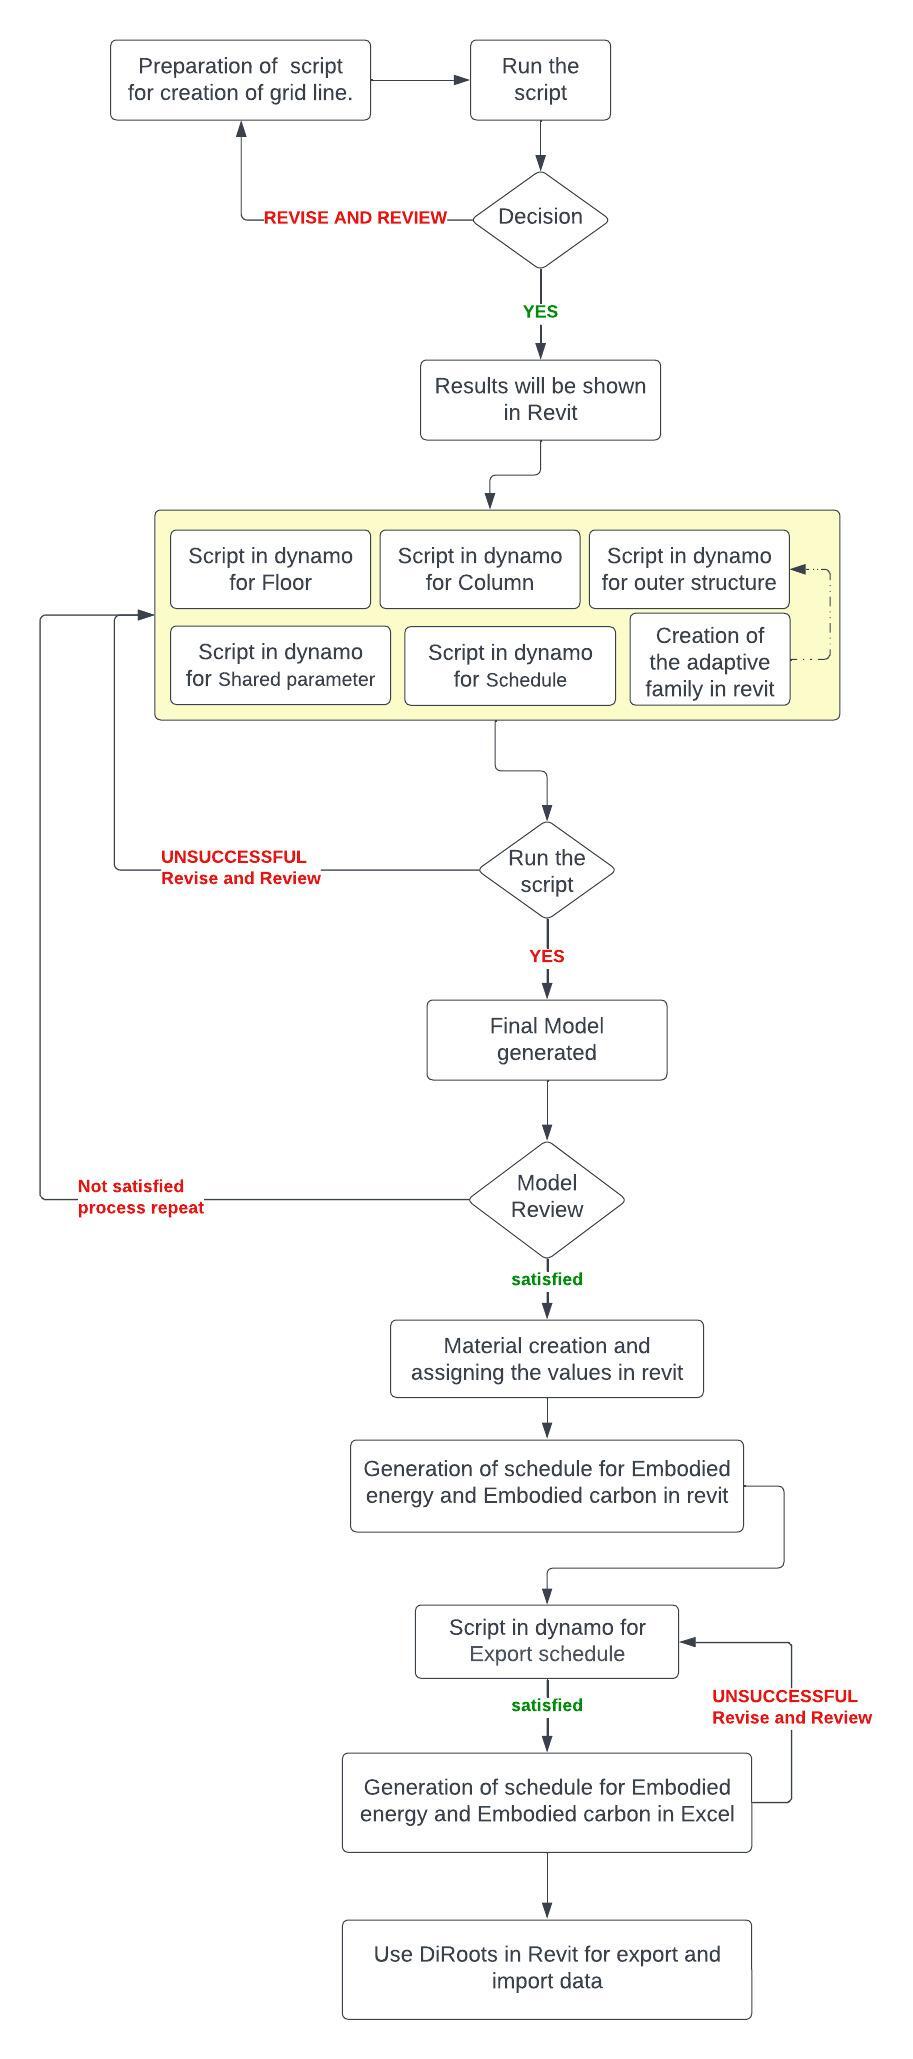 Preparation of script
for creation of grid line.
Run the
script
Decision
REVISE AND REVIEW
YES
Results will be shown
in Revit
Script in dynamo
for Floor
Script in dynamo
for Column
Script in dynamo
for outer structure
Script in dynamo
for Shared parameter
Script in dynamo
for Schedule
Creation of
the adaptive
family in revit
Run the
script
UNSUCCESSFUL
Revise and Review
YES
Final Model
generated
Model
Review
Not satisfied
process repeat
satisfied
Material creation and
assigning the values in revit
Generation of schedule for Embodied
energy and Embodied carbon in revit
Script in dynamo for
Export schedule
satisfied
UNSUCCESSFUL
Revise and Review
Generation of schedule for Embodied
energy and Embodied carbon in Excel
Use DiRoots in Revit for export and
import data